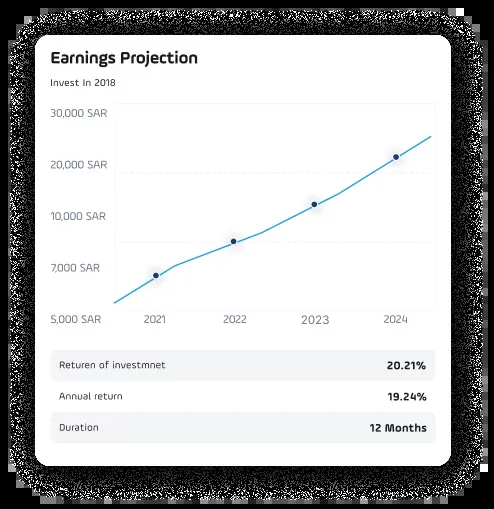 Earnings Projection
Invest In 2018
30,000 SAR
20,000 SAR
10,000 SAR
7,000 SAR
5,000 SAR
2021 2022 2023 2024
Returen of investmnet 20.21%
Annual return 19.24%
Duration 12 Months